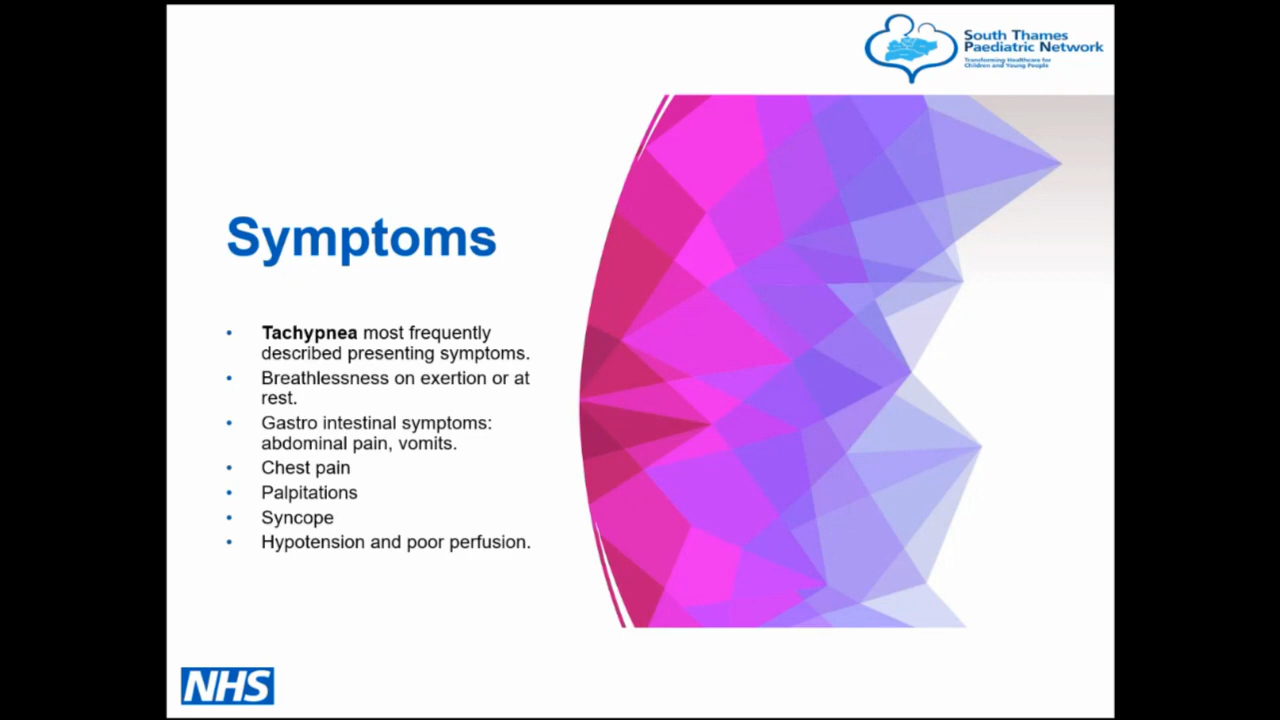 South Thames
Paediatric Network
Transforming Healthcare for
Children and Young People
Symptoms
• Tachypnea most frequently
described presenting symptoms.
• Breathlessness on exertion or at
rest.
• Gastro intestinal symptoms:
abdominal pain, vomits.
• Chest pain
• Palpitations
• Syncope
• Hypotension and poor perfusion.
NHS